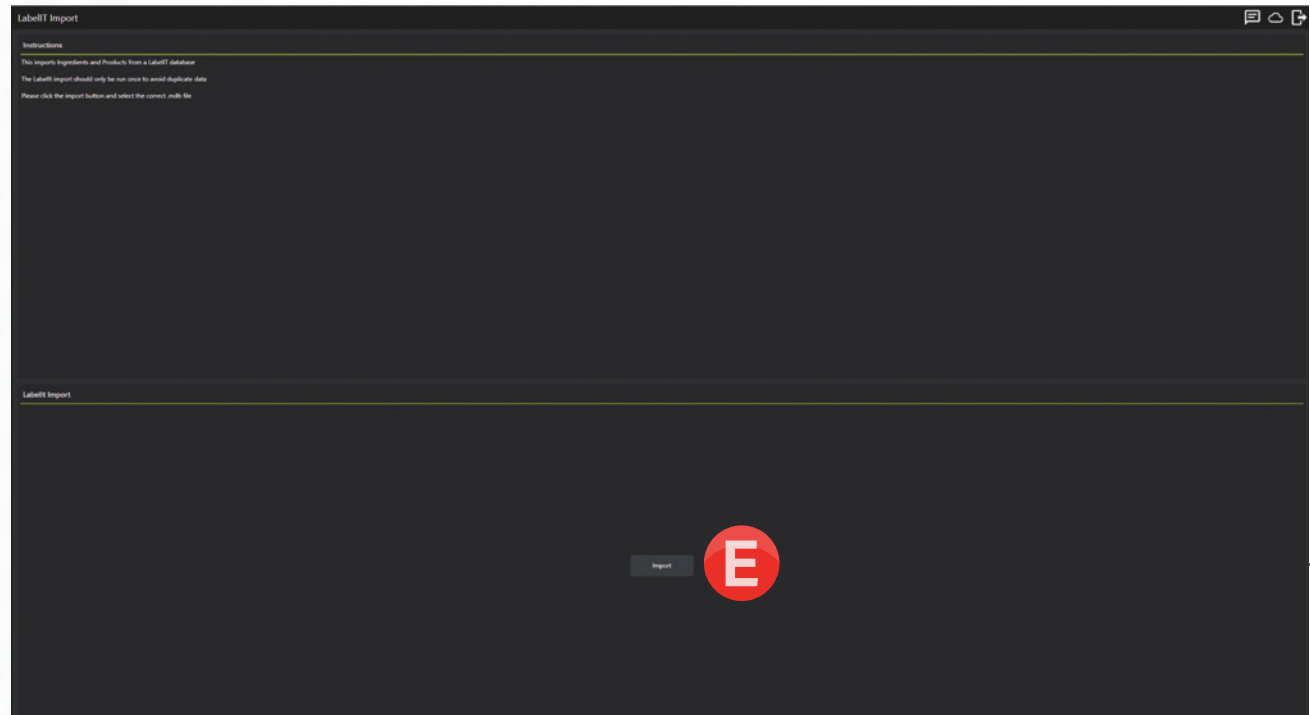 LabelIT Import
Instructions
This imports Ingredients and Products from a LabelIT database
The LabelIt import should only be run once to avoid duplicate data
Please click the import button and select the correct .mdb file
LabelIt Import
Import
E